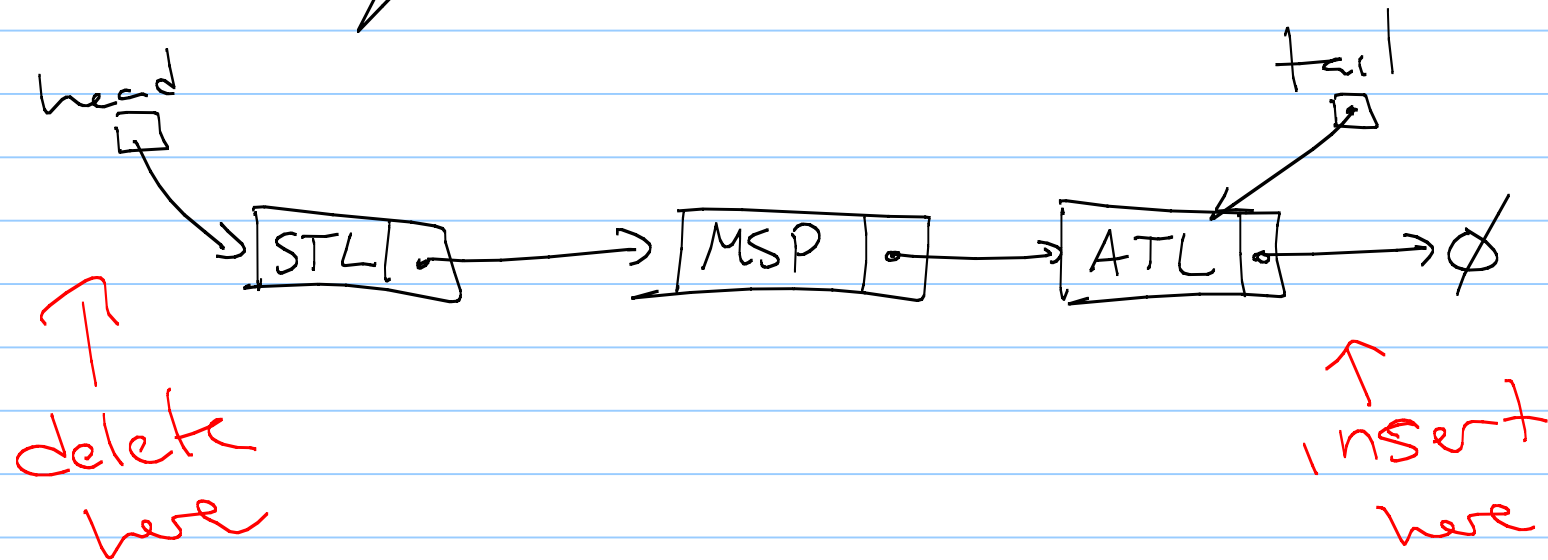 head
tail
STL
MSP
ATL
∅
delete
here
insert
here